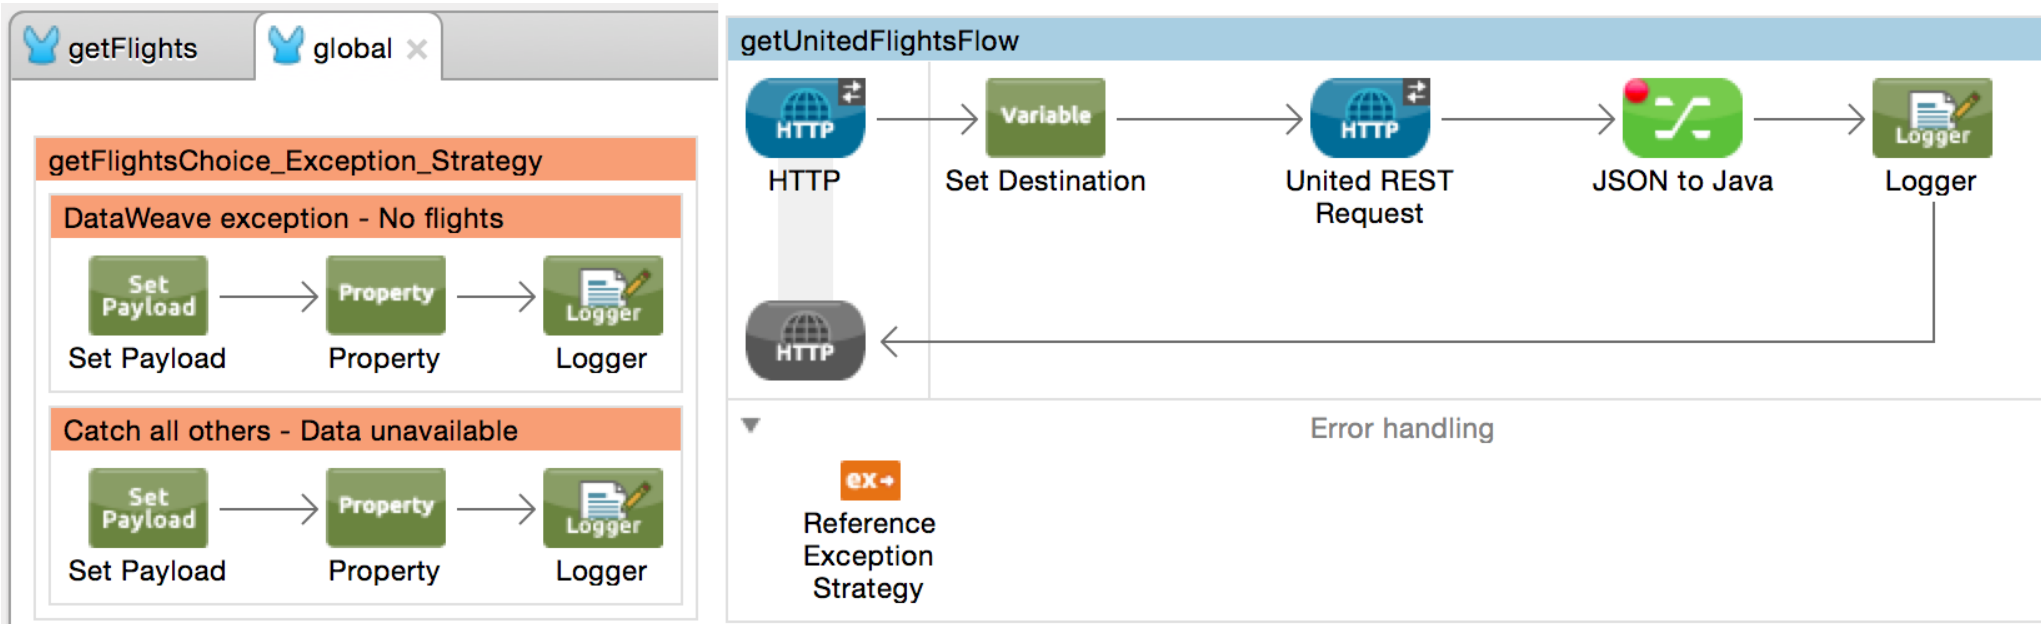 getFlights
global
getFlightsChoice_Exception_Strategy
DataWeave exception - No flights
Set
Payload
Property
Logger
Set Payload
Property
Logger
Catch all others - Data unavailable
Set
Payload
Property
Logger
Set Payload
Property
Logger
getUnitedFlightsFlow
HTTP
Variable
HTTP
Logger
HTTP
Set Destination
United REST
Request
JSON to Java
Logger
HTTP
Error handling
ex
Reference
Exception
Strategy